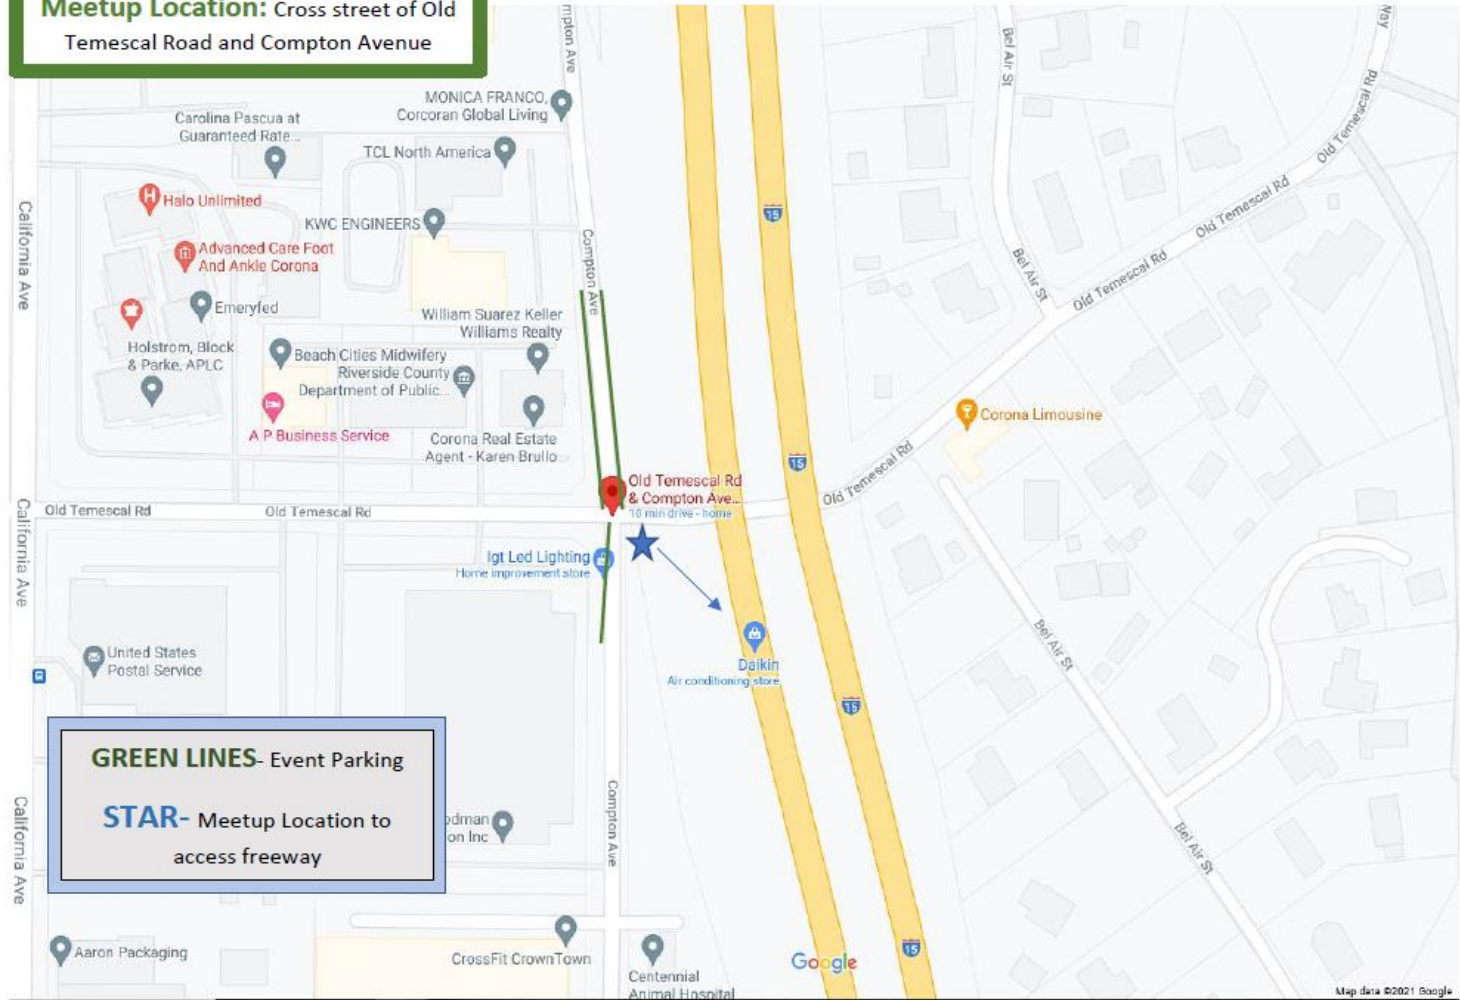 Meetup Location: Cross street of Old
Temescal Road and Compton Avenue
mpton Ave
Bel Air St
Way
MONICA FRANCO,
Corcoran Global Living
Carolina Pascua at
Guaranteed Rate...
TCL North America
Old Temescal Rd
Halo Unlimited
Old Temescal Rd
California Ave
KWC ENGINEERS
15
Compton Ave
Advanced Care Foot
And Ankle Corona
Bel Air St
Old Temescal Rd
Emeryfed
William Suarez Keller
Williams Realty
Holstrom, Block
& Parke, APLC
Beach Cities Midwifery
Riverside County
Department of Public...
A P Business Service
Corona Real Estate
Agent - Karen Brullo
Corona Limousine
15
Old Temescal Rd
Old Temescal Rd
& Compton Ave...
10 min drive - home
Old Temescal Rd
Old Temescal Rd
California Ave
Igt Led Lighting
Home improvement store
United States
Postal Service
Daikin
Air conditioning store
Bel Air St
15
GREEN LINES- Event Parking
STAR- Meetup Location to
access freeway
California Ave
dman
on Inc
Compton Ave
Bel Air St
Aaron Packaging
CrossFit CrownTown
15
Google
Centennial
Animal Hospital
Map data ©2021 Google